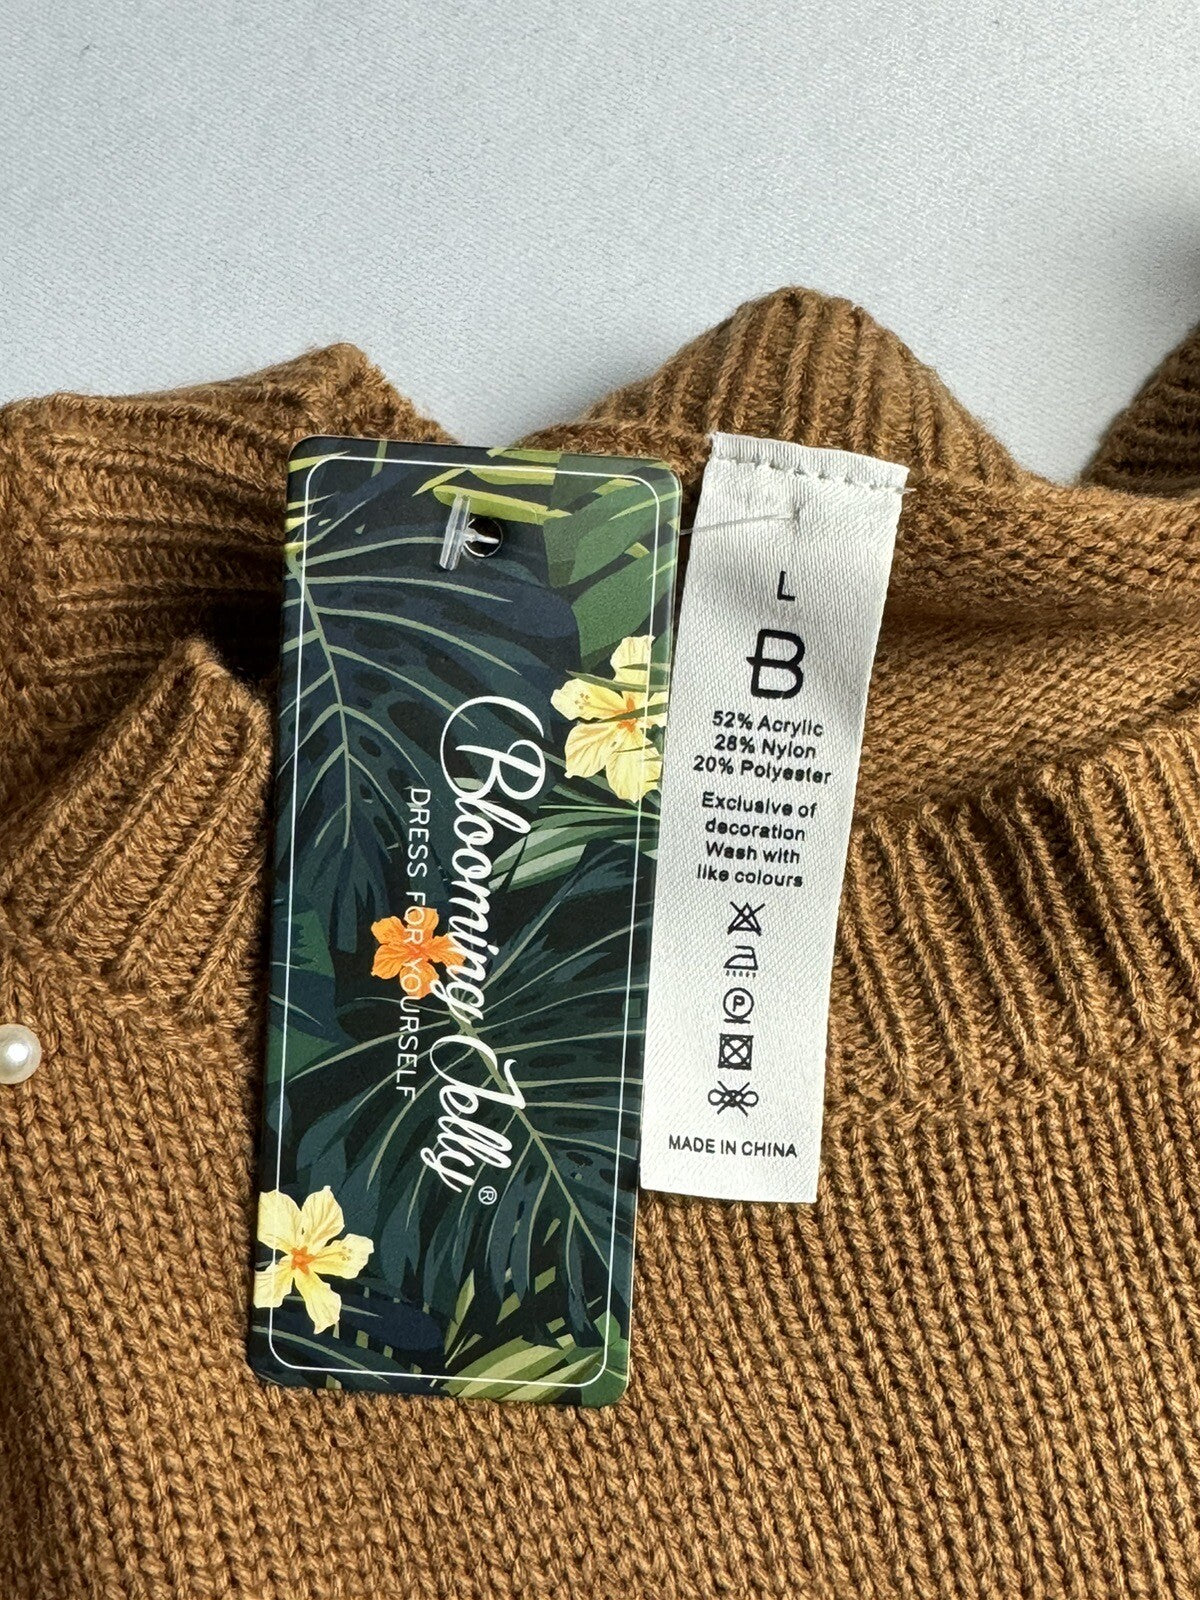 Blooming Jelly®
DRESS FOR YOURSELF
L
B
52% Acrylic
28% Nylon
20% Polyester
Exclusive of
decoration
Wash with
like colours
P
MADE IN CHINA